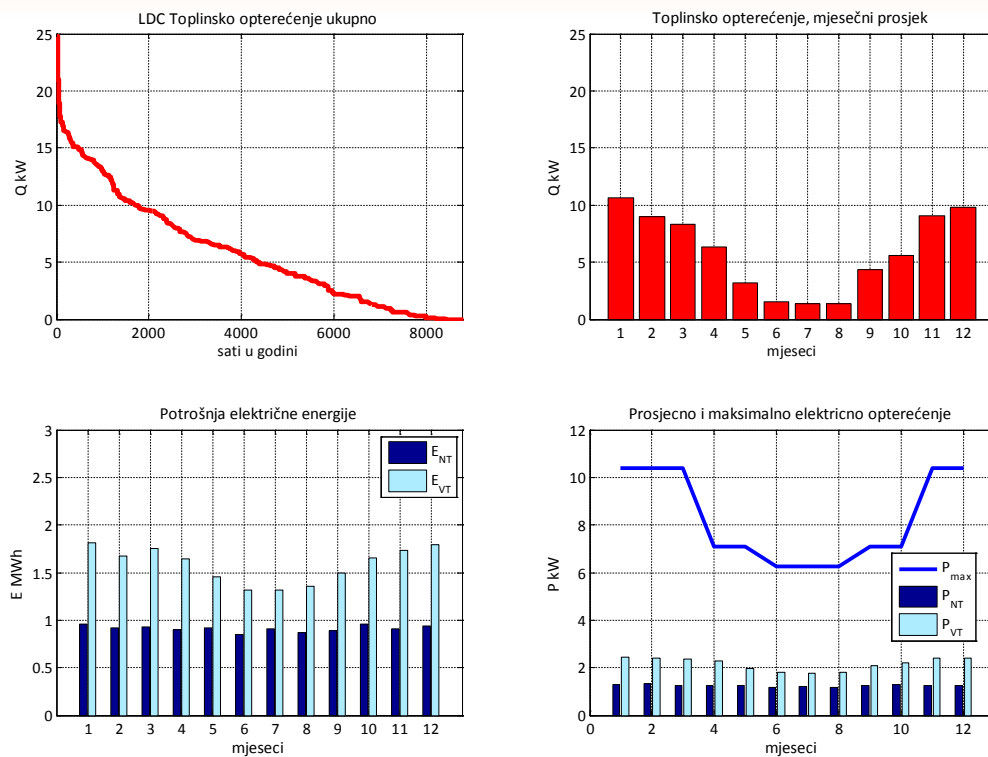 LDC Toplinsko opterećenje ukupno
25
20
15
10
5
0
Q kW
0 2000 4000 6000 8000
sati u godini
Toplinsko opterećenje, mjesečni prosjek
25
20
15
10
5
0
Q kW
1 2 3 4 5 6 7 8 9 10 11 12
mjeseci
Potrošnja električne energije
3
2.5
2
1.5
1
0.5
0
E MWh
E_NT
E_VT
1 2 3 4 5 6 7 8 9 10 11 12
mjeseci
Prosjecno i maksimalno elektricno opterećenje
12
10
8
6
4
2
0
P kW
P_max
P_NT
P_VT
0 2 4 6 8 10 12
mjeseci